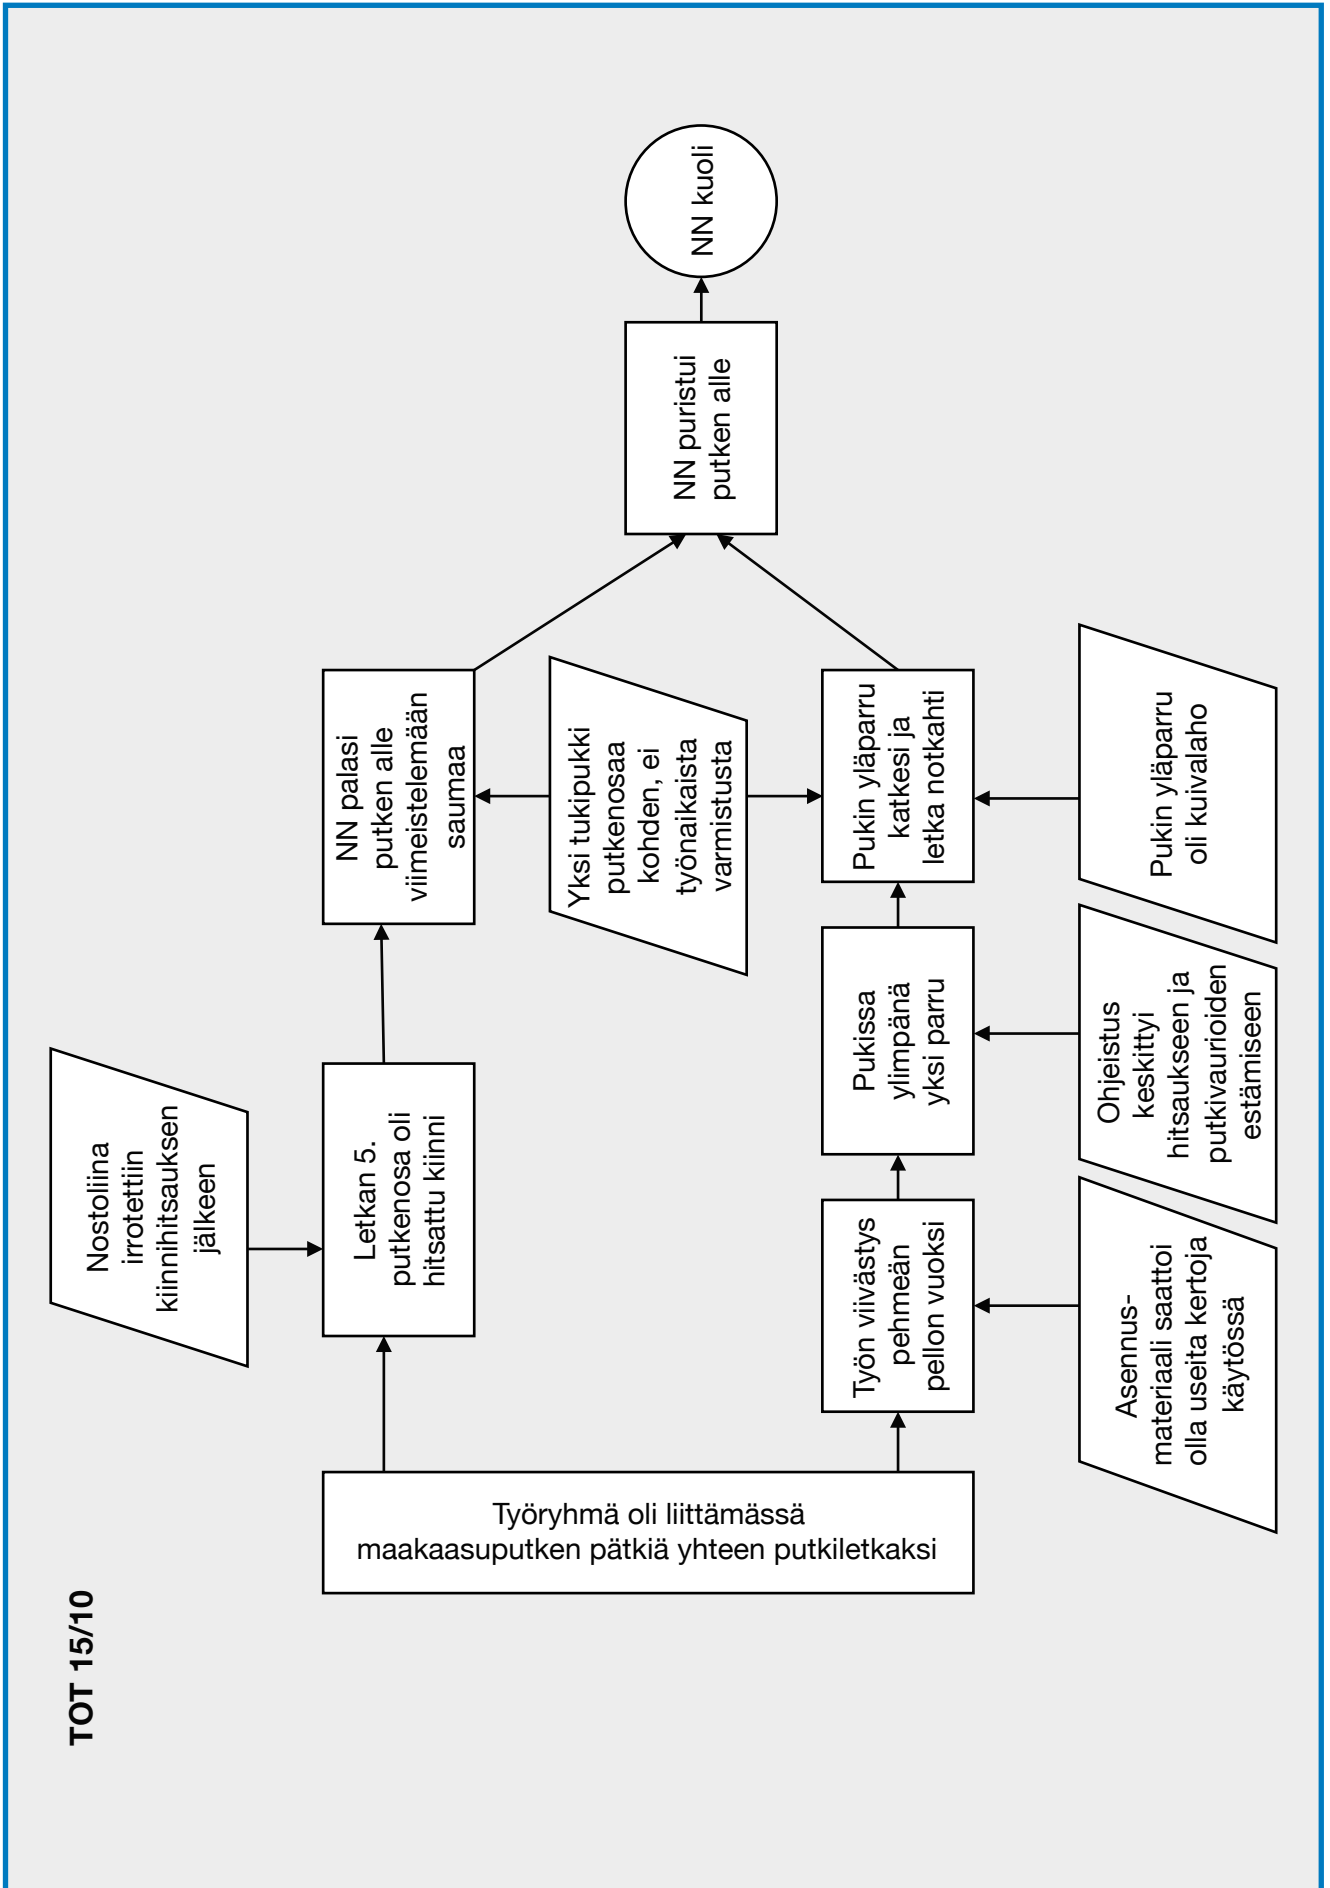 TOT 15/10
Työryhmä oli liittämässä
maakaasuputken pätkiä yhteen putkiletkaksi
Nostoliina
irrotettiin
kiinnihitsauksen
jälkeen
Letkan 5.
putkenosa oli
hitsattu kiinni
NN palasi
putken alle
viimeistelemään
saumaa
Yksi tukipukki
putkenosaa
kohden, ei
työnaikaista
varmistusta
Työn viivästys
pehmeän
pellon vuoksi
Pukissa
ylimpänä
yksi parru
Pukin yläparru
katkesi ja
letka notkahti
Asennus-
materiaali saattoi
olla useita kertoja
käytössä
Ohjeistus
keskittyi
hitsaukseen ja
putkivaurioiden
estämiseen
Pukin yläparru
oli kuivalaho
NN puristui
putken alle
NN kuoli